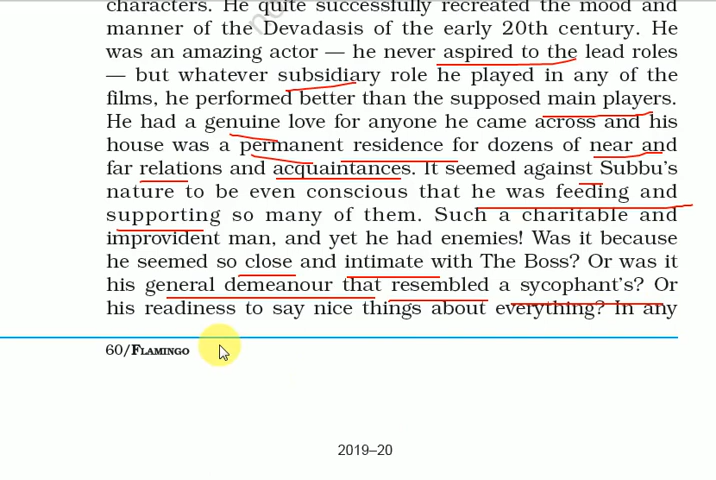 characters. He quite successfully recreated the mood and
manner of the Devadasis of the early 20th century. He
was an amazing actor — he never aspired to the lead roles
— but whatever subsidiary role he played in any of the
films, he performed better than the supposed main players.
He had a genuine love for anyone he came across and his
house was a permanent residence for dozens of near and
far relations and acquaintances. It seemed against Subbu's
nature to be even conscious that he was feeding and
supporting so many of them. Such a charitable and
improvident man, and yet he had enemies! Was it because
he seemed so close and intimate with The Boss? Or was it
his general demeanour that resembled a sycophant's? Or
his readiness to say nice things about everything? In any
60/FLAMINGO
2019–20